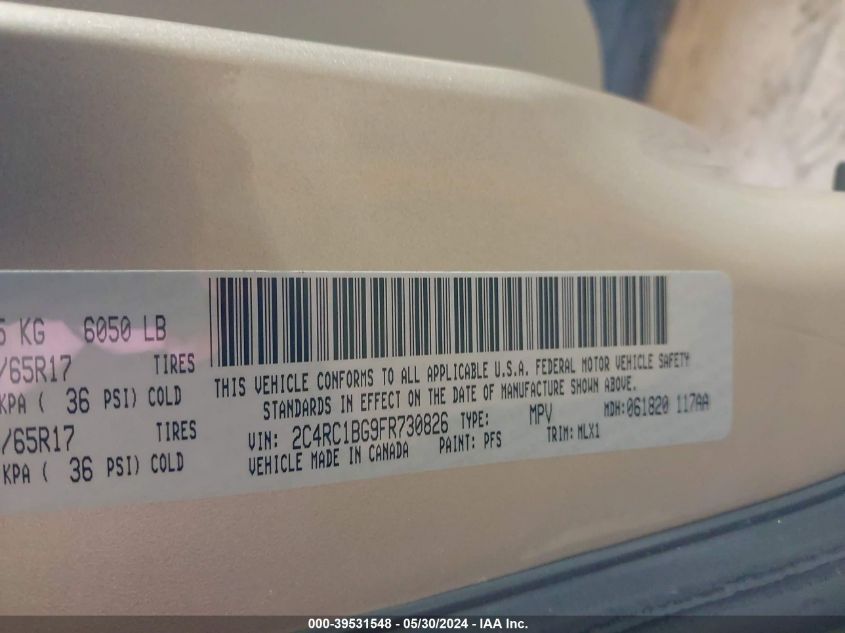 5 KG 6050 LB
/65R17 TIRES
KPA ( 36 PSI) COLD
/65R17 TIRES
KPA ( 36 PSI) COLD
THIS VEHICLE CONFORMS TO ALL APPLICABLE U.S.A. FEDERAL MOTOR VEHICLE SAFETY
STANDARDS IN EFFECT ON THE DATE OF MANUFACTURE SHOWN ABOVE.
VIN: 2C4RC1BG9FR730826 TYPE: MPV MDH:061820 117AA
VEHICLE MADE IN CANADA PAINT: PFS TRIM: MLX1
000-39531548 - 05/30/2024 - IAA Inc.